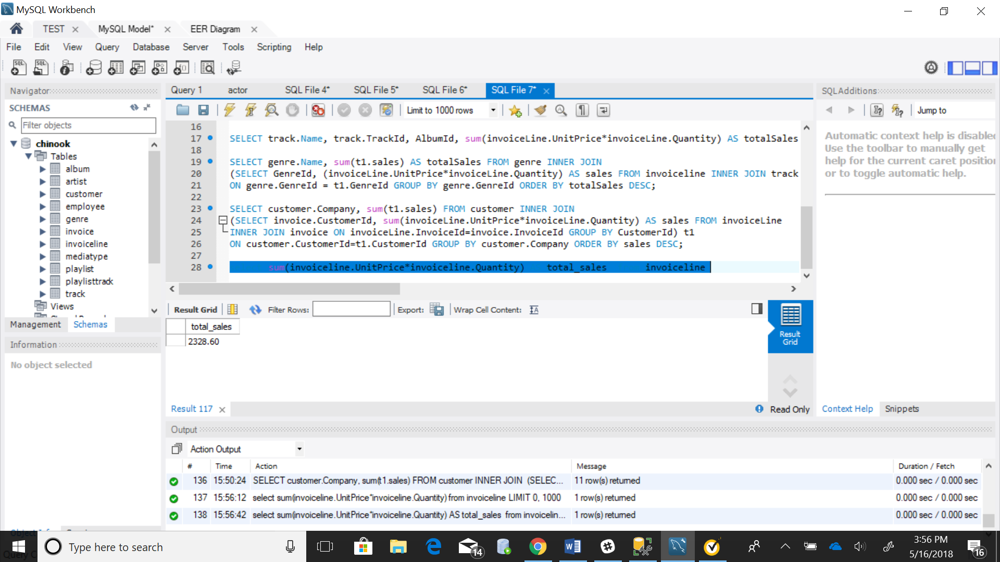 MySQL Workbench
TEST
MySQL Model*
EER Diagram
File Edit View Query Database Server Tools Scripting Help
Navigator
SCHEMAS
Filter objects
chinook
Tables
album
artist
customer
employee
genre
invoice
invoiceline
mediatype
playlist
playlisttrack
track
Views
Management Schemas
Information
No object selected
Query 1 actor SQL File 4* SQL File 5* SQL File 6* SQL File 7*
Limit to 1000 rows
16
17 SELECT track.Name, track.TrackId, AlbumId, sum(invoiceLine.UnitPrice*invoiceLine.Quantity) AS totalSales
18
19 SELECT genre.Name, sum(t1.sales) AS totalSales FROM genre INNER JOIN
20 (SELECT GenreId, (invoiceLine.UnitPrice*invoiceLine.Quantity) AS sales FROM invoiceline INNER JOIN track
21 ON genre.GenreId = t1.GenreId GROUP BY genre.GenreId ORDER BY totalSales DESC;
22
23 SELECT customer.Company, sum(t1.sales) FROM customer INNER JOIN
24 (SELECT invoice.CustomerId, sum(invoiceLine.UnitPrice*invoiceLine.Quantity) AS sales FROM invoiceLine
25 INNER JOIN invoice ON invoiceLine.InvoiceId=invoice.InvoiceId GROUP BY CustomerId) t1
26 ON customer.CustomerId=t1.CustomerId GROUP BY customer.Company ORDER BY sales DESC;
27
28 sum(invoiceline.UnitPrice*invoiceline.Quantity) total_sales invoiceline
Result Grid Filter Rows: Export: Wrap Cell Content:
total_sales
2328.60
Result Grid
Result 117
Read Only
SQLAdditions
Jump to
Automatic context help is disabled
Use the toolbar to manually get
help for the current caret position
or to toggle automatic help.
Context Help Snippets
Output
Action Output
# Time Action Message Duration / Fetch
136 15:50:24 SELECT customer.Company, sum(t1.sales) FROM customer INNER JOIN (SELEC... 11 row(s) returned 0.000 sec / 0.000 sec
137 15:56:12 select sum(invoiceline.UnitPrice*invoiceline.Quantity) from invoiceline LIMIT 0, 1000 1 row(s) returned 0.000 sec / 0.000 sec
138 15:56:42 select sum(invoiceline.UnitPrice*invoiceline.Quantity) AS total_sales from invoicelin... 1 row(s) returned 0.000 sec / 0.000 sec
Type here to search
14
3:56 PM
5/16/2018
16